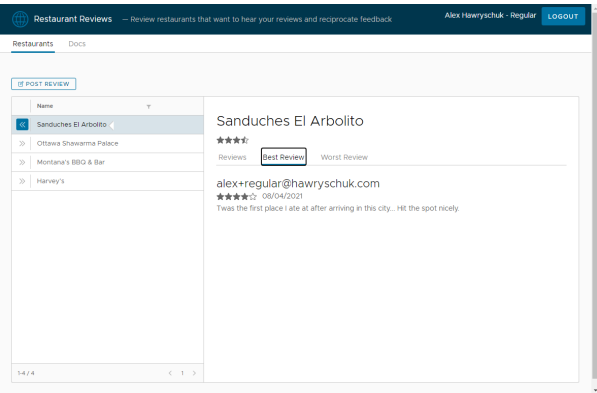 Restaurant Reviews — Review restaurants that want to hear your reviews and reciprocate feedback Alex Hawryschuk - Regular LOGOUT
Restaurants Docs
POST REVIEW
Name
Sanduches El Arbolito
Ottawa Shawarma Palace
Montana's BBQ & Bar
Harvey's
1-4 / 4 1
Sanduches El Arbolito
Reviews Best Review Worst Review
alex+regular@hawryschuk.com
08/04/2021
Twas the first place I ate at after arriving in this city... Hit the spot nicely.